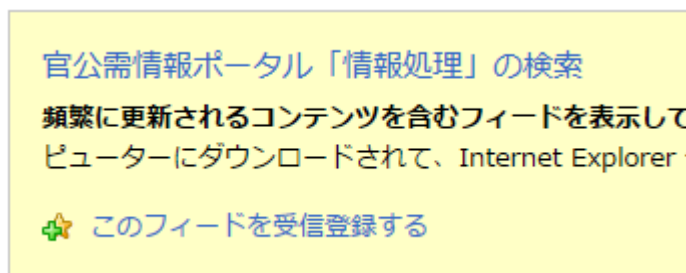 官公需情報ポータル「情報処理」の検索
頻繁に更新されるコンテンツを含むフィードを表示して
ピューターにダウンロードされて、Internet Explorer
このフィードを受信登録する